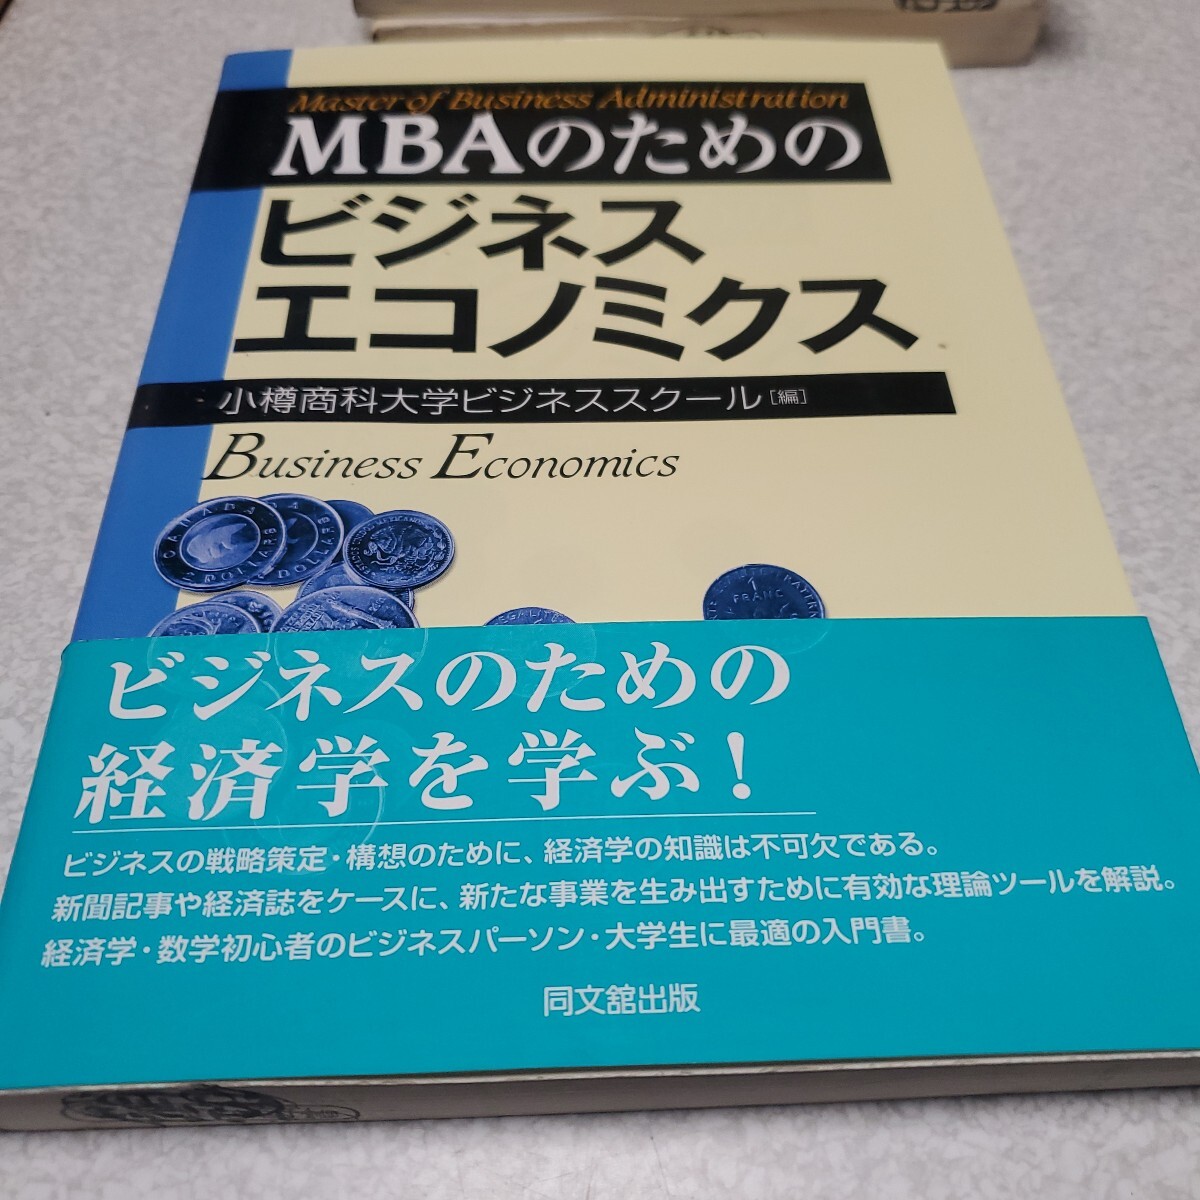 Master of Business Administration
MBAのための
ビジネス
エコノミクス
小樽商科大学ビジネススクール[編]
Business Economics
CANADA
2 DOLLARS
DOLLAR
1
FRANC
ビジネスのための
経済学を学ぶ!
ビジネスの戦略策定・構想のために、経済学の知識は不可欠である。
新聞記事や経済誌をケースに、新たな事業を生み出すために有効な理論ツールを解説。
経済学・数学初心者のビジネスパーソン・大学生に最適の入門書。
同文舘出版